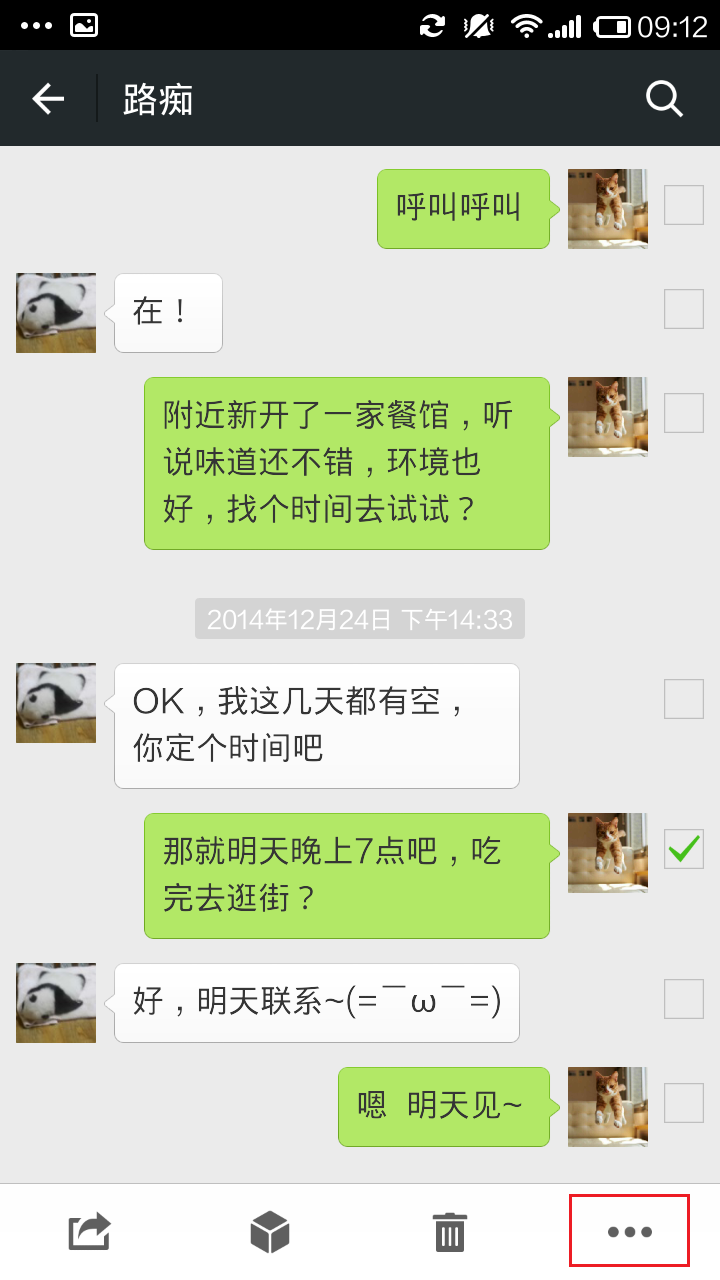 09:12
路痴
呼叫呼叫
在！
附近新开了一家餐馆，听
说味道还不错，环境也
好，找个时间去试试？
2014年12月24日 下午14:33
OK，我这几天都有空，
你定个时间吧
那就明天晚上7点吧，吃
完去逛街？
好，明天联系~(=￣ω￣=)
嗯  明天见~